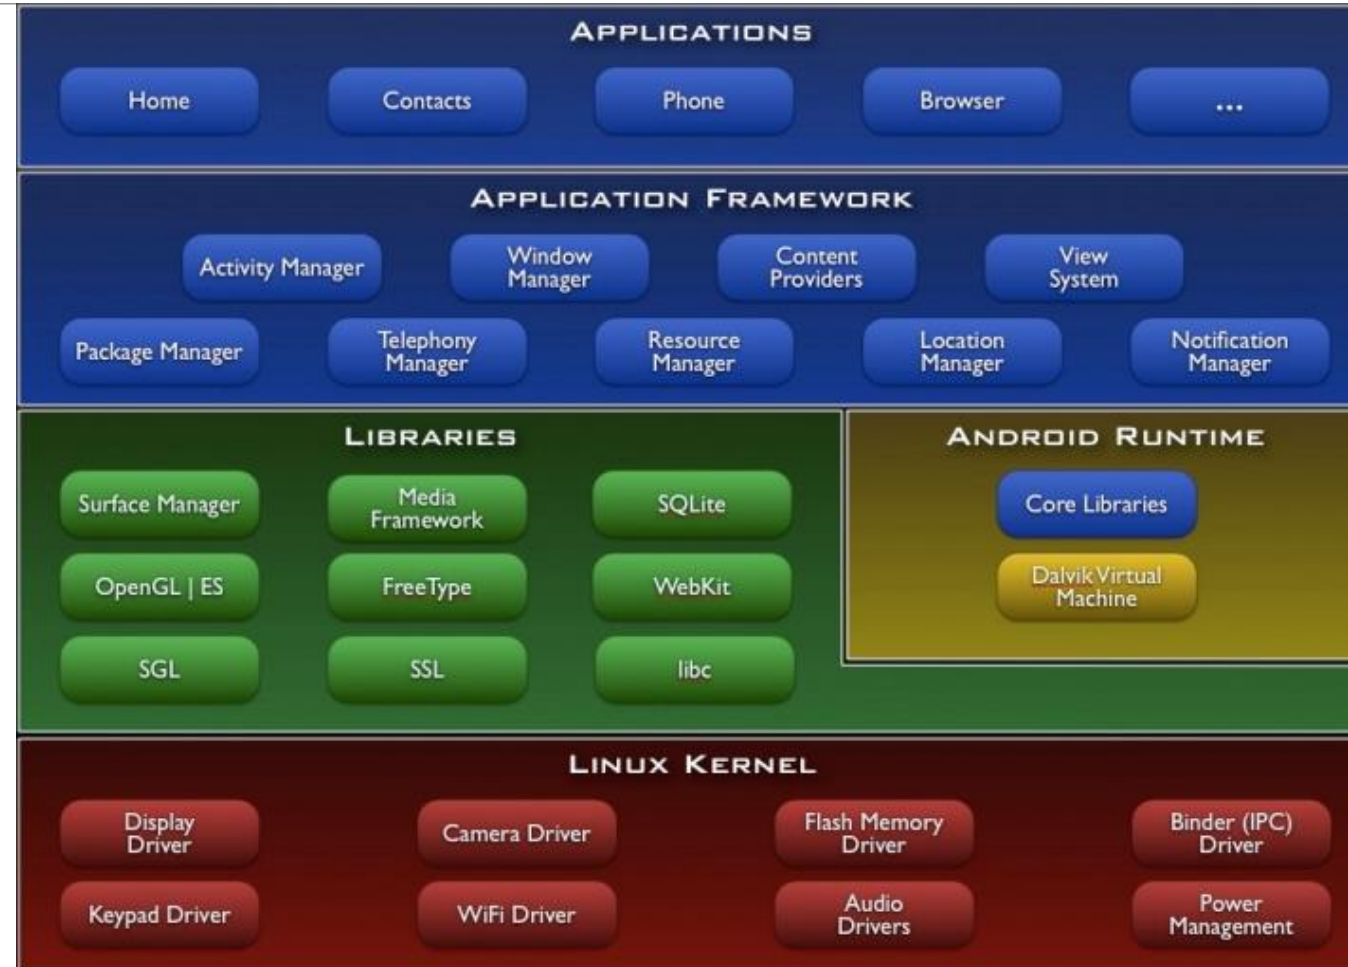 APPLICATIONS
Home
Contacts
Phone
Browser
...
APPLICATION FRAMEWORK
Activity Manager
Window
Manager
Content
Providers
View
System
Package Manager
Telephony
Manager
Resource
Manager
Location
Manager
Notification
Manager
LIBRARIES
Surface Manager
Media
Framework
SQLite
OpenGL | ES
FreeType
WebKit
SGL
SSL
libc
ANDROID RUNTIME
Core Libraries
Dalvik Virtual
Machine
LINUX KERNEL
Display
Driver
Camera Driver
Flash Memory
Driver
Binder (IPC)
Driver
Keypad Driver
WiFi Driver
Audio
Drivers
Power
Management